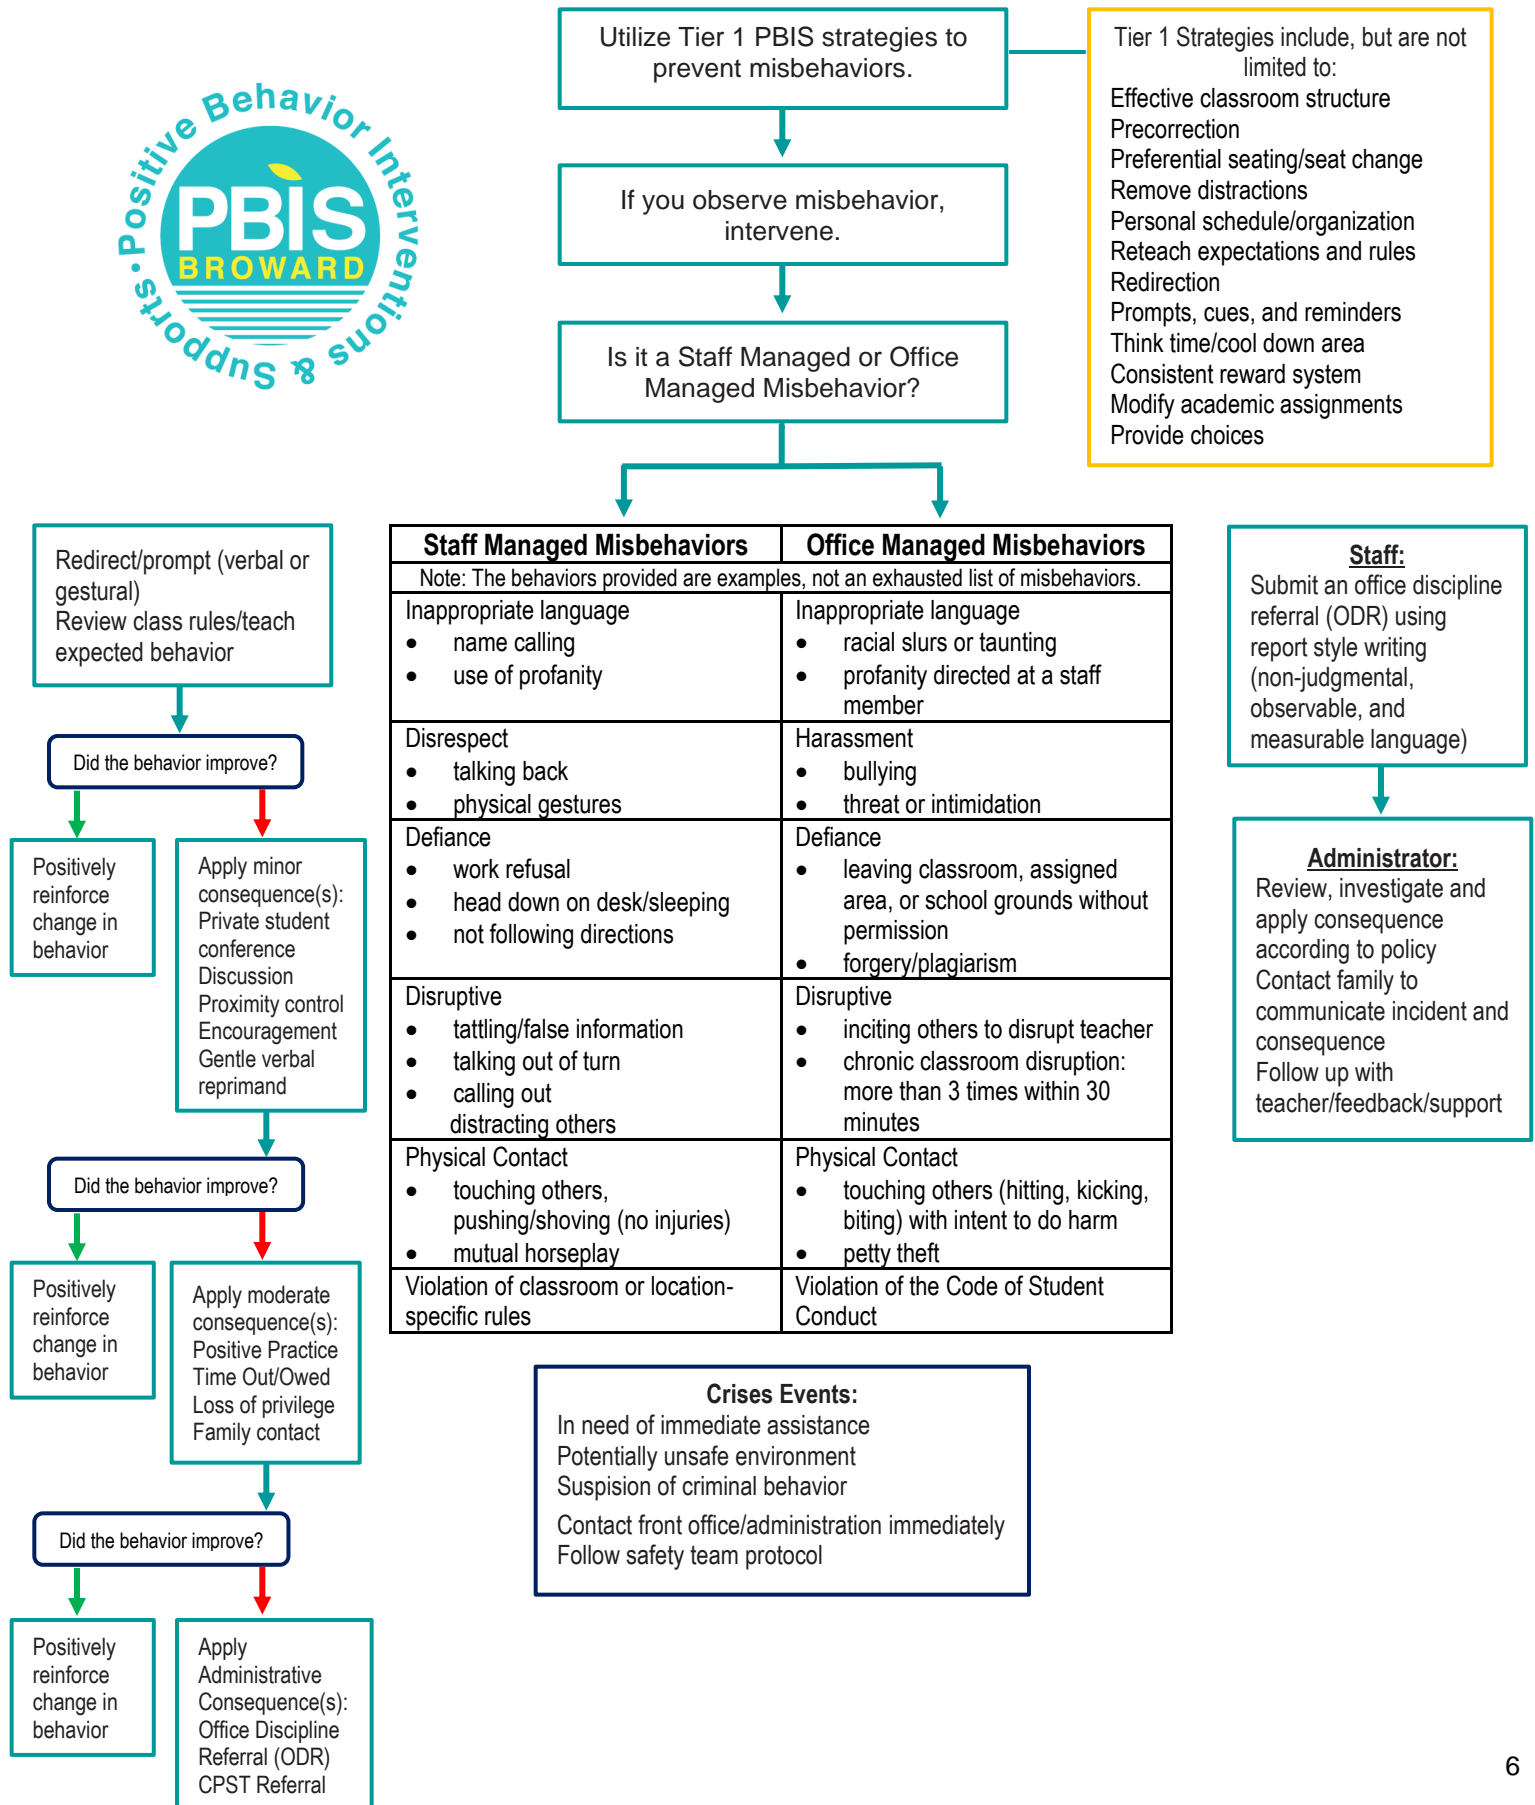 Utilize Tier 1 PBIS strategies to
prevent misbehaviors.
Tier 1 Strategies include, but are not
limited to:
Effective classroom structure
Precorrection
Preferential seating/seat change
Remove distractions
Personal schedule/organization
Reteach expectations and rules
Redirection
Prompts, cues, and reminders
Think time/cool down area
Consistent reward system
Modify academic assignments
Provide choices
Positive Behavior Interventions & Supports •
PBIS
BROWARD
If you observe misbehavior,
intervene.
Is it a Staff Managed or Office
Managed Misbehavior?
Redirect/prompt (verbal or
gestural)
Review class rules/teach
expected behavior
Did the behavior improve?
Positively
reinforce
change in
behavior
Apply minor
consequence(s):
Private student
conference
Discussion
Proximity control
Encouragement
Gentle verbal
reprimand
Did the behavior improve?
Positively
reinforce
change in
behavior
Apply moderate
consequence(s):
Positive Practice
Time Out/Owed
Loss of privilege
Family contact
Did the behavior improve?
Positively
reinforce
change in
behavior
Apply
Administrative
Consequence(s):
Office Discipline
Referral (ODR)
CPST Referral
Staff Managed Misbehaviors
Office Managed Misbehaviors
Note: The behaviors provided are examples, not an exhausted list of misbehaviors.
Inappropriate language
• name calling
• use of profanity
Inappropriate language
• racial slurs or taunting
• profanity directed at a staff
member
Disrespect
• talking back
• physical gestures
Harassment
• bullying
• threat or intimidation
Defiance
• work refusal
• head down on desk/sleeping
• not following directions
Defiance
• leaving classroom, assigned
area, or school grounds without
permission
• forgery/plagiarism
Disruptive
• tattling/false information
• talking out of turn
• calling out
distracting others
Disruptive
• inciting others to disrupt teacher
• chronic classroom disruption:
more than 3 times within 30
minutes
Physical Contact
• touching others,
pushing/shoving (no injuries)
• mutual horseplay
Physical Contact
• touching others (hitting, kicking,
biting) with intent to do harm
• petty theft
Violation of classroom or location-
specific rules
Violation of the Code of Student
Conduct
Staff:
Submit an office discipline
referral (ODR) using
report style writing
(non-judgmental,
observable, and
measurable language)
Administrator:
Review, investigate and
apply consequence
according to policy
Contact family to
communicate incident and
consequence
Follow up with
teacher/feedback/support
Crises Events:
In need of immediate assistance
Potentially unsafe environment
Suspision of criminal behavior
Contact front office/administration immediately
Follow safety team protocol
6